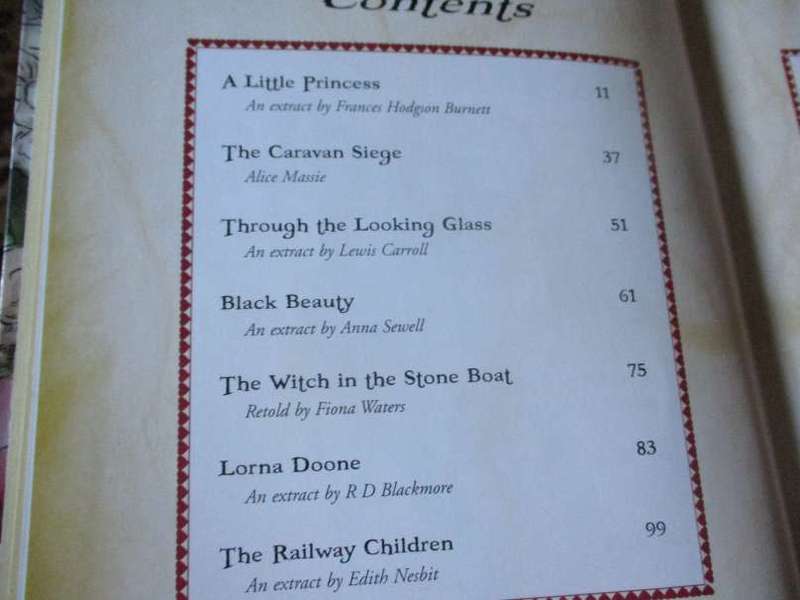 Contents
A Little Princess 11
An extract by Frances Hodgson Burnett
The Caravan Siege 37
Alice Massie
Through the Looking Glass 51
An extract by Lewis Carroll
Black Beauty 61
An extract by Anna Sewell
The Witch in the Stone Boat 75
Retold by Fiona Waters
Lorna Doone 83
An extract by R D Blackmore
The Railway Children 99
An extract by Edith Nesbit